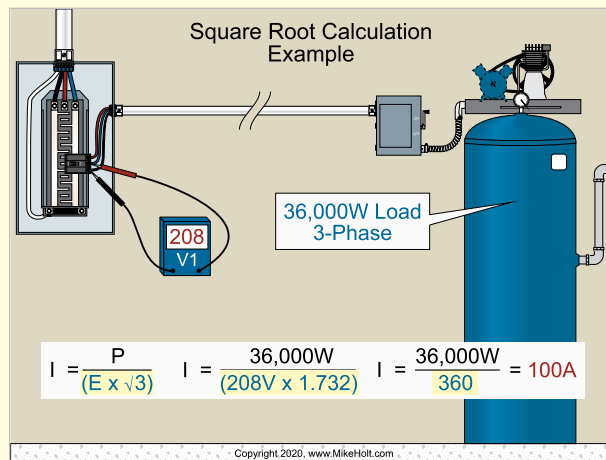 Square Root Calculation
Example
208
V1
36,000W Load
3-Phase
I = P / (E x √3)   I = 36,000W / (208V x 1.732)   I = 36,000W / 360 = 100A
Copyright 2020, www.MikeHolt.com